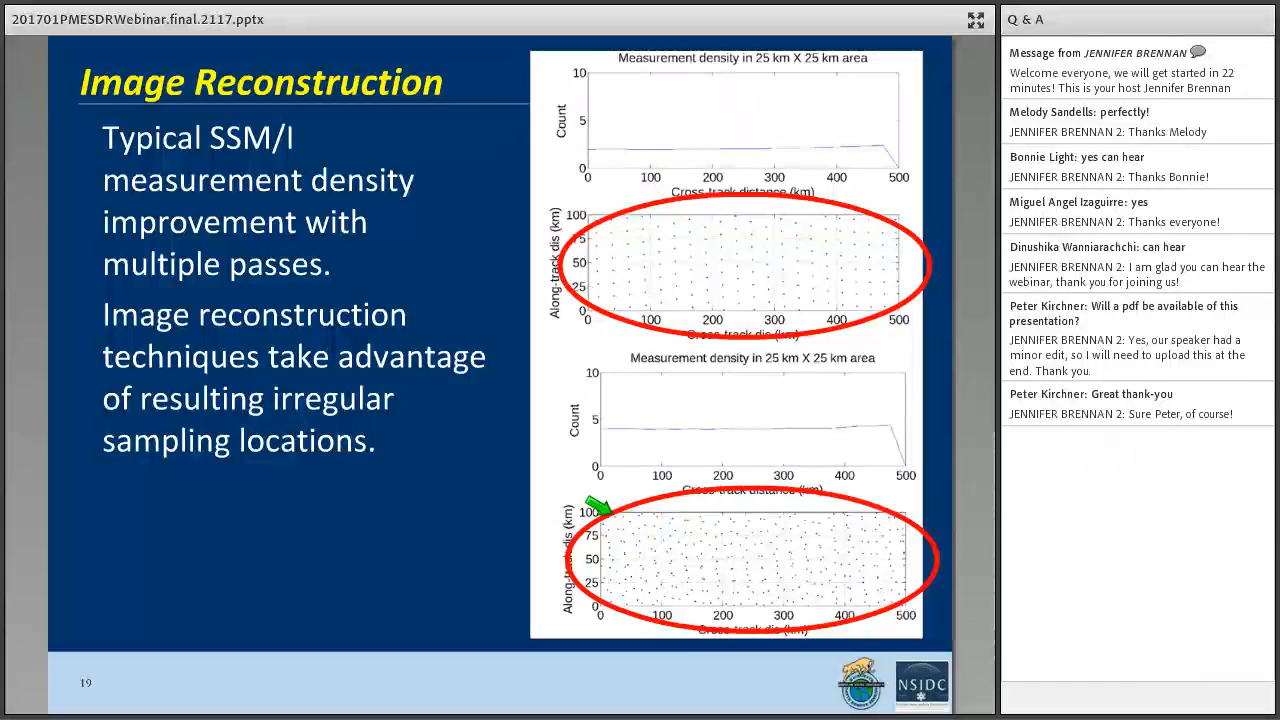 201701PMESDRWebinar.final.2117.pptx
Image Reconstruction
Typical SSM/I
measurement density
improvement with
multiple passes.
Image reconstruction
techniques take advantage
of resulting irregular
sampling locations.
Measurement density in 25 km X 25 km area
10
5
0
Count
0 100 200 300 400 500
Cross-track distance (km)
100
75
50
25
0
Along-track dis (km)
0 100 200 300 400 500
Cross-track dis (km)
Measurement density in 25 km X 25 km area
10
5
0
Count
0 100 200 300 400 500
Cross-track distance (km)
100
75
50
25
0
Along-track dis (km)
0 100 200 300 400 500
Cross-track dis (km)
19
NSIDC
Q & A
Message from JENNIFER BRENNAN
Welcome everyone, we will get started in 22
minutes! This is your host Jennifer Brennan
Melody Sandells: perfectly!
JENNIFER BRENNAN 2: Thanks Melody
Bonnie Light: yes can hear
JENNIFER BRENNAN 2: Thanks Bonnie!
Miguel Angel Izaguirre: yes
JENNIFER BRENNAN 2: Thanks everyone!
Dinushika Wanniarachchi: can hear
JENNIFER BRENNAN 2: I am glad you can hear the
webinar, thank you for joining us!
Peter Kirchner: Will a pdf be available of this
presentation?
JENNIFER BRENNAN 2: Yes, our speaker had a
minor edit, so I will need to upload this at the
end. Thank you.
Peter Kirchner: Great thank-you
JENNIFER BRENNAN 2: Sure Peter, of course!